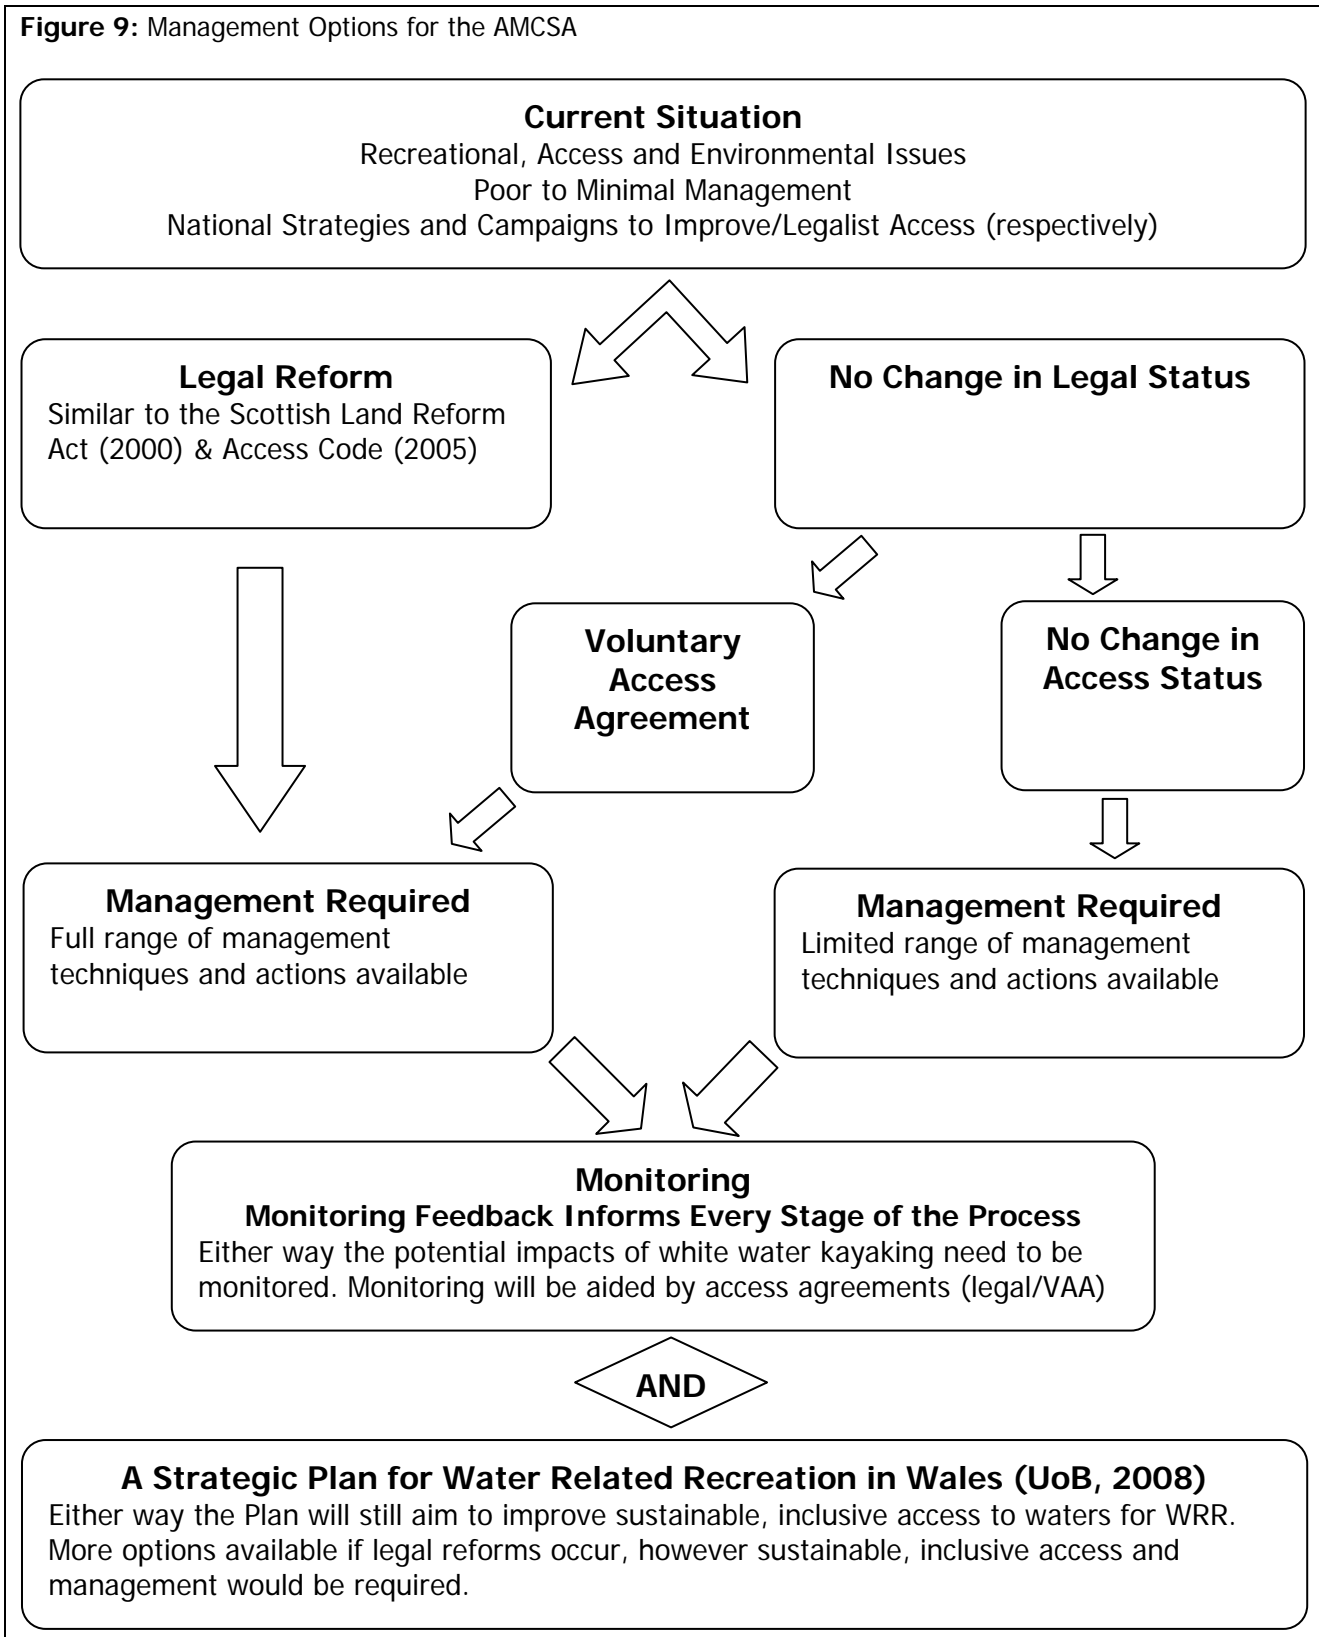 Figure 9: Management Options for the AMCSA
Current Situation
Recreational, Access and Environmental Issues
Poor to Minimal Management
National Strategies and Campaigns to Improve/Legalist Access (respectively)
Legal Reform
Similar to the Scottish Land Reform
Act (2000) & Access Code (2005)
No Change in Legal Status
Voluntary
Access
Agreement
No Change in
Access Status
Management Required
Full range of management
techniques and actions available
Management Required
Limited range of management
techniques and actions available
Monitoring
Monitoring Feedback Informs Every Stage of the Process
Either way the potential impacts of white water kayaking need to be
monitored. Monitoring will be aided by access agreements (legal/VAA)
AND
A Strategic Plan for Water Related Recreation in Wales (UoB, 2008)
Either way the Plan will still aim to improve sustainable, inclusive access to waters for WRR.
More options available if legal reforms occur, however sustainable, inclusive access and
management would be required.